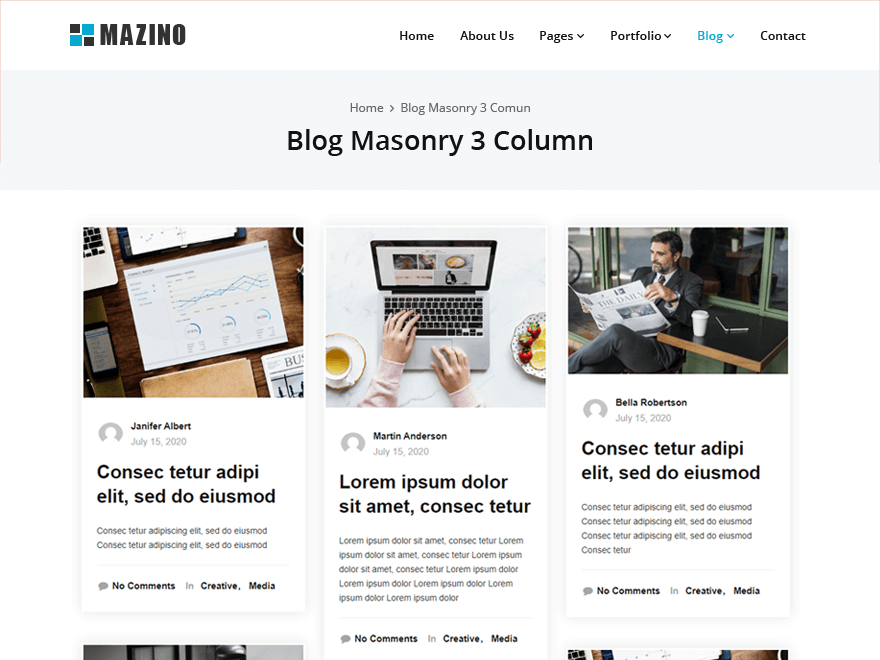 MAZINO
Home About Us Pages Portfolio Blog Contact
Home > Blog Masonry 3 Comun
Blog Masonry 3 Column
BUS
Janifer Albert
July 15, 2020
Consec tetur adipi
elit, sed do eiusmod
Consec tetur adipiscing elit, sed do eiusmod
Consec tetur adipiscing elit, sed do eiusmod
No Comments In Creative, Media
Martin Anderson
July 15, 2020
Lorem ipsum dolor
sit amet, consec tetur
Lorem ipsum dolor sit amet, consec tetur Lorem
ipsum dolor sit amet, consec tetur Lorem ipsum
dolor sit amet, consec tetur Lorem ipsum dolor
Lorem ipsum dolor Lorem ipsum dolor Lorem
ipsum dolor Lorem ipsum dolor
No Comments In Creative, Media
THE DAILY
Bella Robertson
July 15, 2020
Consec tetur adipi
elit, sed do eiusmod
Consec tetur adipiscing elit, sed do eiusmod
Consec tetur adipiscing elit, sed do eiusmod
Consec tetur adipiscing elit, sed do eiusmod
Consec tetur
No Comments In Creative, Media